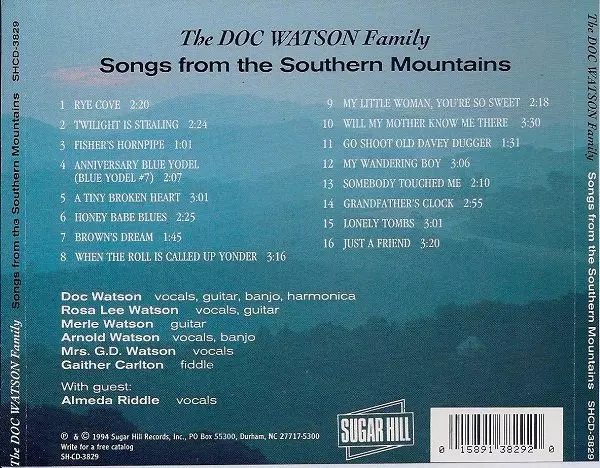 The DOC WATSON Family
Songs from the Southern Mountains
1 RYE COVE 2:20
2 TWILIGHT IS STEALING 2:24
3 FISHER'S HORNPIPE 1:01
4 ANNIVERSARY BLUE YODEL
(BLUE YODEL #7) 2:07
5 A TINY BROKEN HEART 3:01
6 HONEY BABE BLUES 2:25
7 BROWN'S DREAM 1:45
8 WHEN THE ROLL IS CALLED UP YONDER 3:16
9 MY LITTLE WOMAN, YOU'RE SO SWEET 2:18
10 WILL MY MOTHER KNOW ME THERE 3:30
11 GO SHOOT OLD DAVEY DUGGER 1:31
12 MY WANDERING BOY 3:06
13 SOMEBODY TOUCHED ME 2:10
14 GRANDFATHER'S CLOCK 2:55
15 LONELY TOMBS 3:01
16 JUST A FRIEND 3:20
Doc Watson vocals, guitar, banjo, harmonica
Rosa Lee Watson vocals, guitar
Merle Watson guitar
Arnold Watson vocals, banjo
Mrs. G.D. Watson vocals
Gaither Carlton fiddle
With guest:
Almeda Riddle vocals
℗ & © 1994 Sugar Hill Records, Inc., PO Box 55300, Durham, NC 27717-5300
Write for a free catalog
SH-CD-3829
SUGAR HILL
0 15891 38292 0
The DOC WATSON Family Songs from the Southern Mountains SHCD-3829
The DOC WATSON Family Songs from the Southern Mountains SHCD-3829